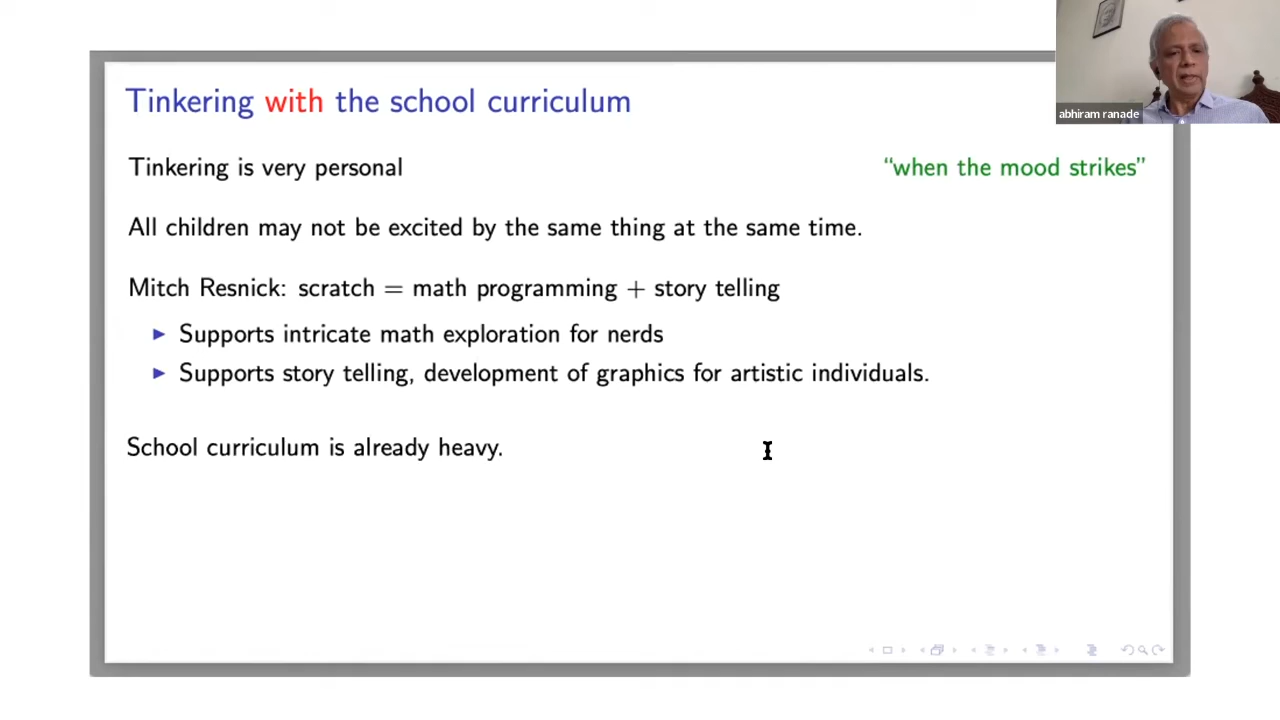 Tinkering with the school curriculum
abhiram ranade
Tinkering is very personal
“when the mood strikes”
All children may not be excited by the same thing at the same time.
Mitch Resnick: scratch = math programming + story telling
▶ Supports intricate math exploration for nerds
▶ Supports story telling, development of graphics for artistic individuals.
School curriculum is already heavy.